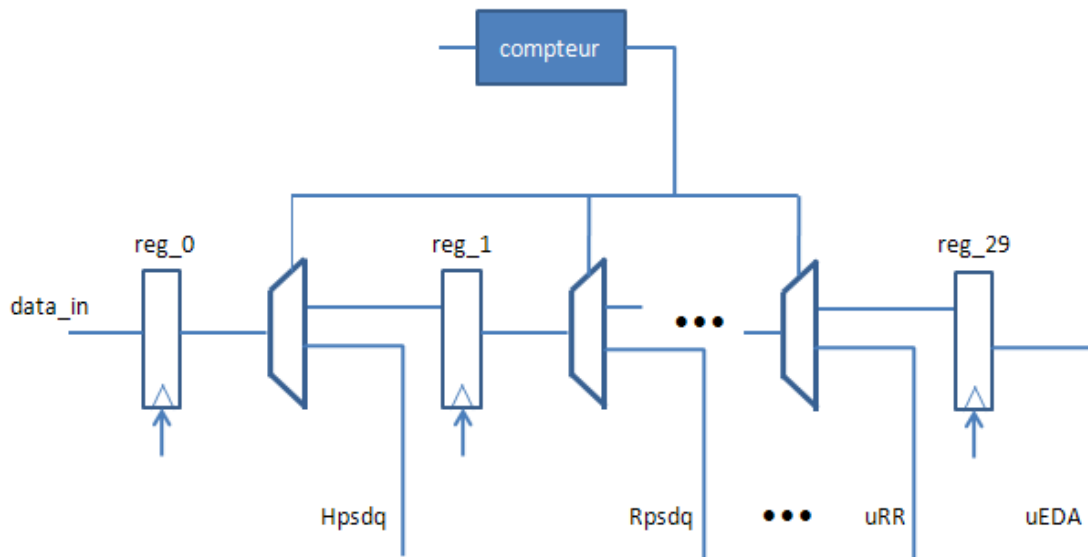 compteur
reg_0
reg_1
reg_29
data_in
Hpsdq
Rpsdq
uRR
uEDA